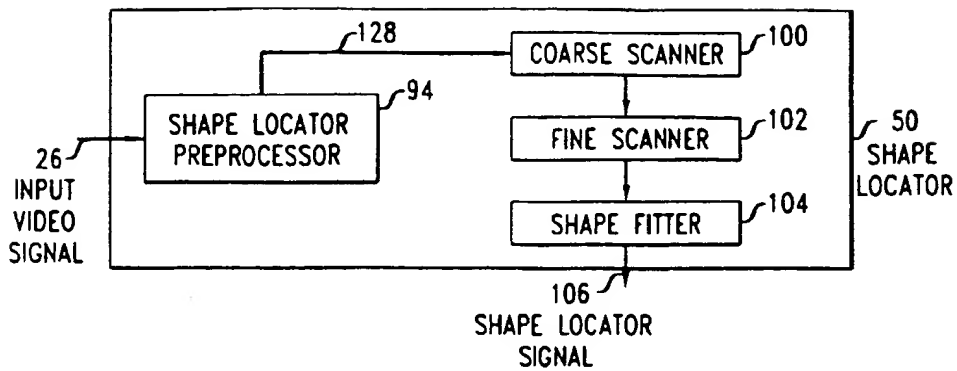 128
COARSE SCANNER
100
94
SHAPE LOCATOR
PREPROCESSOR
FINE SCANNER
102
26
INPUT
VIDEO
SIGNAL
50
SHAPE
LOCATOR
SHAPE FITTER
104
106
SHAPE LOCATOR
SIGNAL